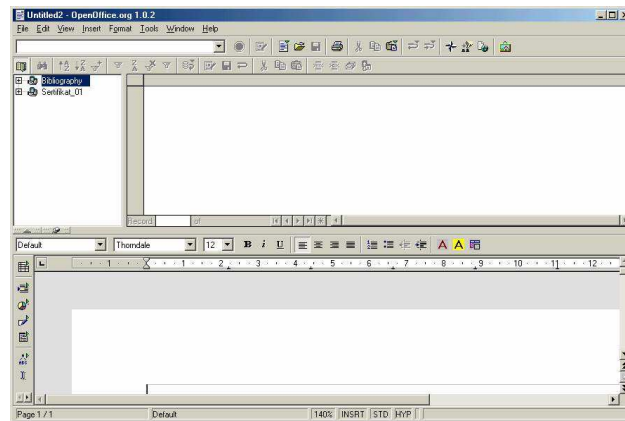 Untitled2 - OpenOffice.org 1.0.2
File Edit View Insert Format Tools Window Help
Bibliography
Sertifikat_01
Record of
Default Thorndale 12 B i U A A
1 1 2 3 4 5 6 7 8 9 10 11 12
Page 1 / 1 Default 140% INSRT STD HYP